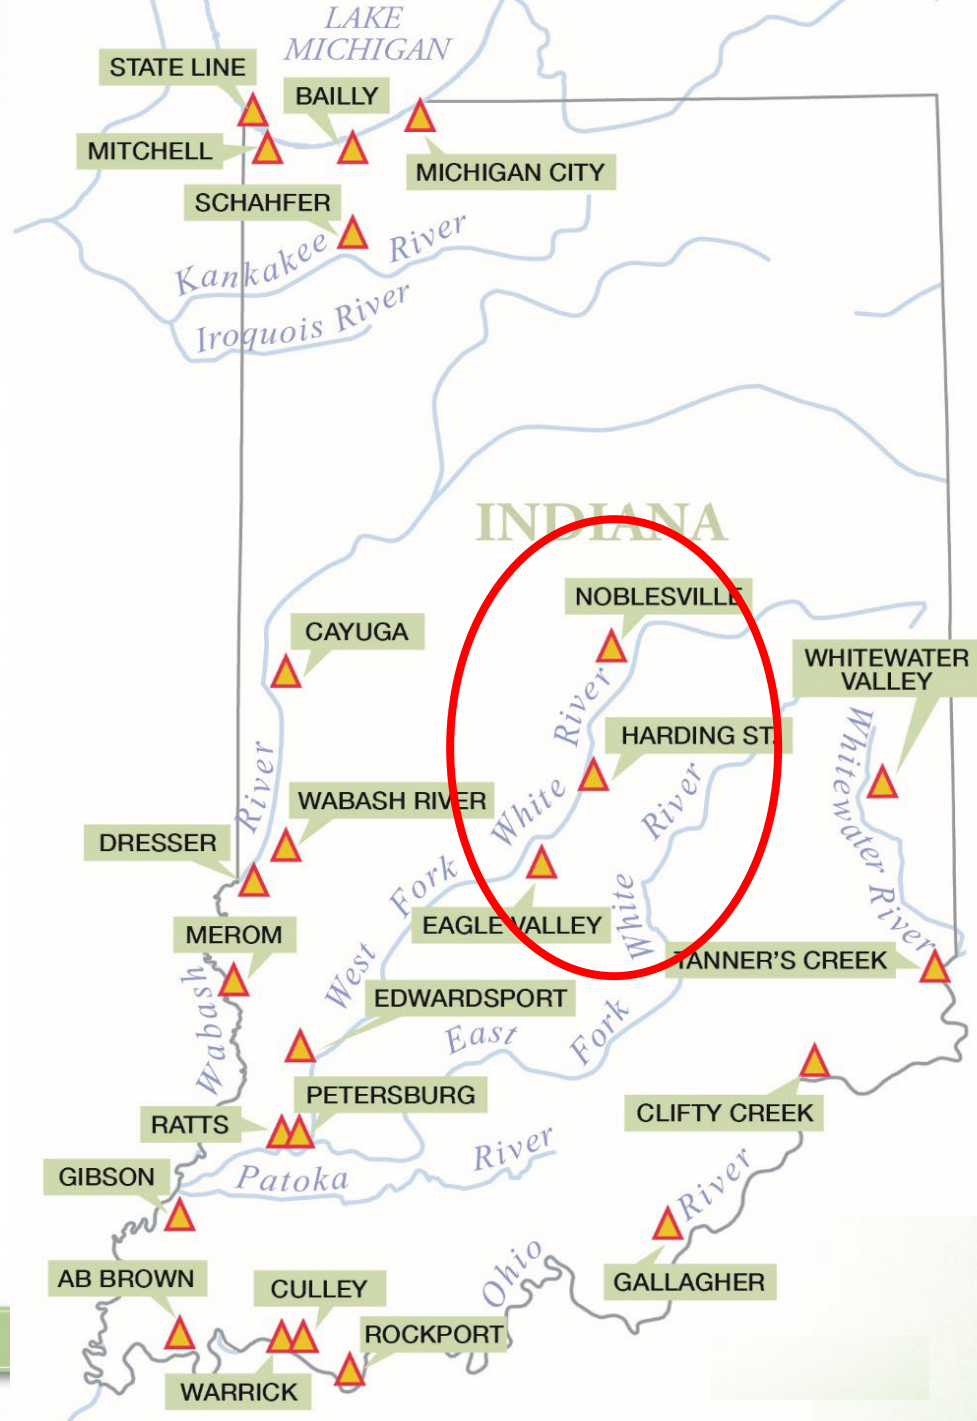 LAKE
MICHIGAN
STATE LINE
BAILLY
MITCHELL
MICHIGAN CITY
SCHAHFER
Kankakee River
Iroquois River
INDIANA
NOBLESVILLE
CAYUGA
WHITEWATER
VALLEY
River
HARDING ST.
Whitewater River
River
WABASH RIVER
White
River
DRESSER
Fork
White
EAGLE VALLEY
MEROM
West
TANNER'S CREEK
Wabash
EDWARDSPORT
East
Fork
PETERSBURG
CLIFTY CREEK
RATTS
River
GIBSON
Patoka
River
AB BROWN
CULLEY
Ohio
GALLAGHER
ROCKPORT
WARRICK